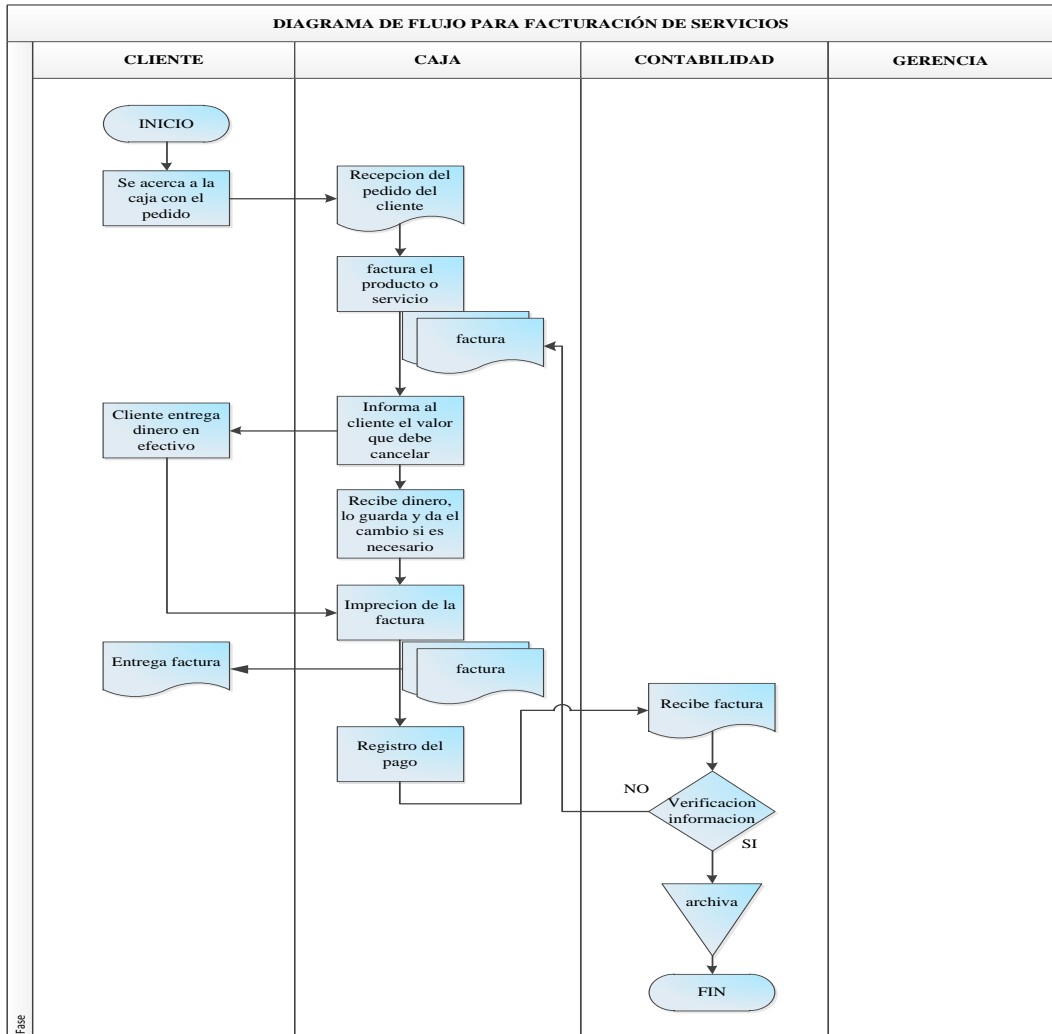 DIAGRAMA DE FLUJO PARA FACTURACIÓN DE SERVICIOS
CLIENTE
CAJA
CONTABILIDAD
GERENCIA
INICIO
Se acerca a la
caja con el
pedido
Recepcion del
pedido del
cliente
factura el
producto o
servicio
factura
Cliente entrega
dinero en
efectivo
Informa al
cliente el valor
que debe
cancelar
Recibe dinero,
lo guarda y da el
cambio si es
necesario
Imprecion de la
factura
Entrega factura
factura
Recibe factura
Registro del
pago
NO
Verificacion
informacion
SI
archiva
FIN
Fase